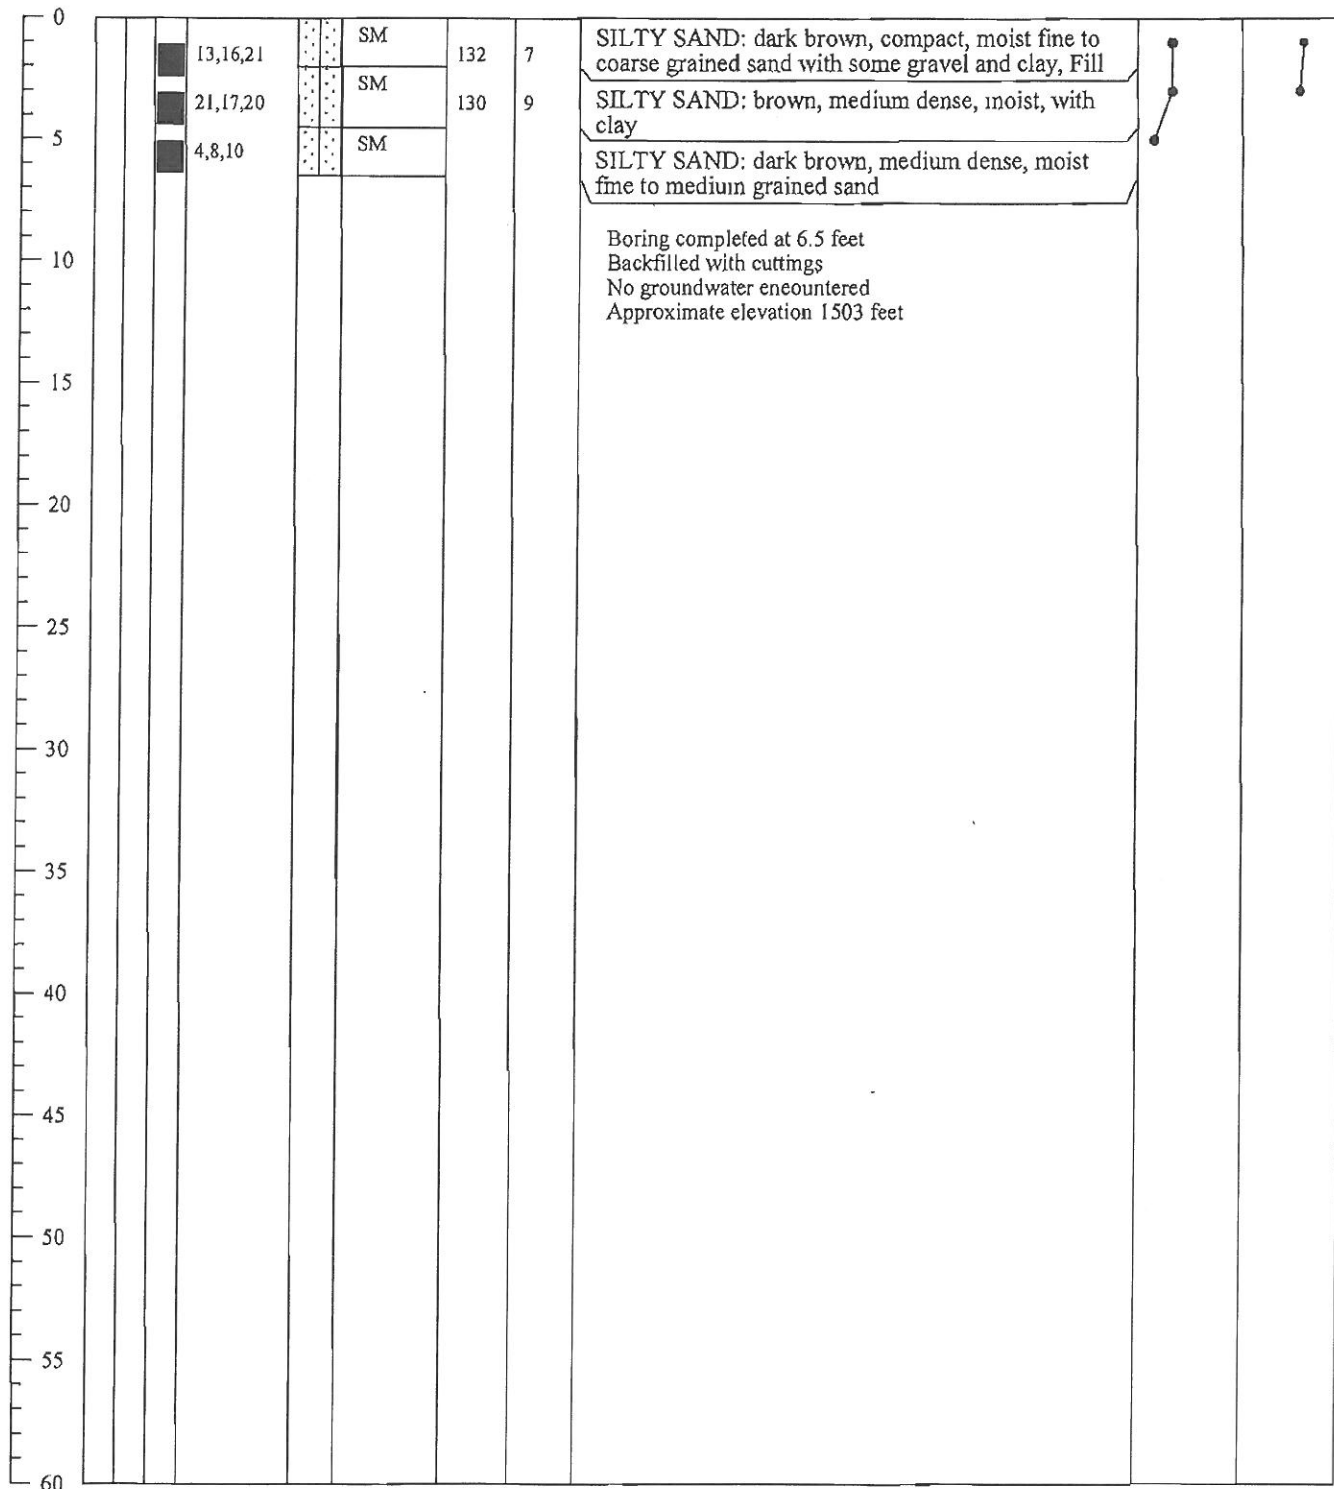 0
13,16,21
SM
132
7
SILTY SAND: dark brown, compact, moist fine to
coarse grained sand with some gravel and clay, Fill
21,17,20
SM
130
9
SILTY SAND: brown, medium dense, moist, with
clay
5
4,8,10
SM
SILTY SAND: dark brown, medium dense, moist
fine to medium grained sand
Boring completed at 6.5 feet
10
Backfilled with cuttings
No groundwater encountered
Approximate elevation 1503 feet
15
20
25
30
35
40
45
50
55
60